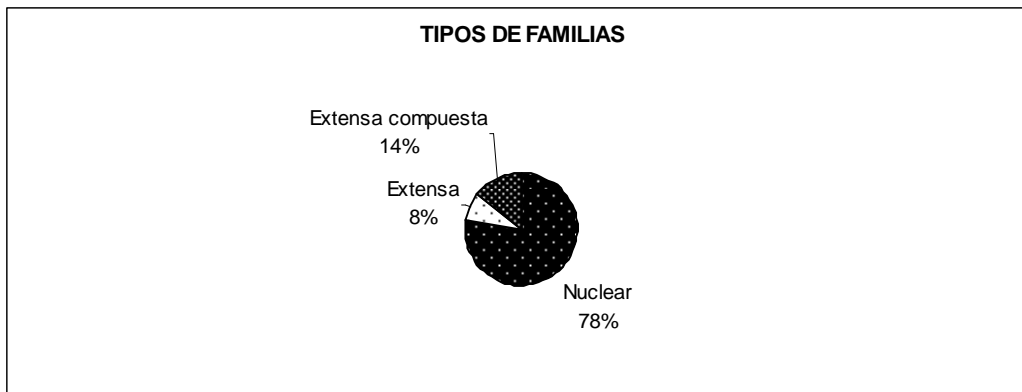 TIPOS DE FAMILIAS
Extensa compuesta
14%
Extensa
8%
Nuclear
78%